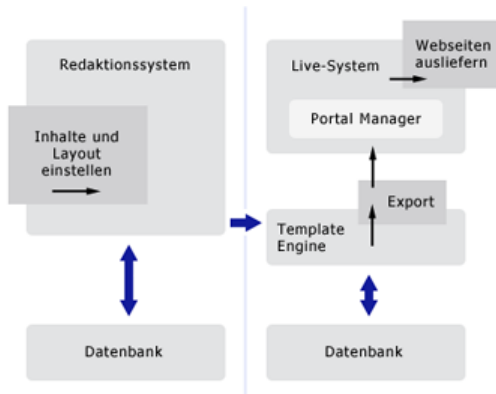 Redaktionssystem
Inhalte und
Layout
einstellen
Datenbank
Webseiten
ausliefern
Live-System
Portal Manager
Export
Template
Engine
Datenbank